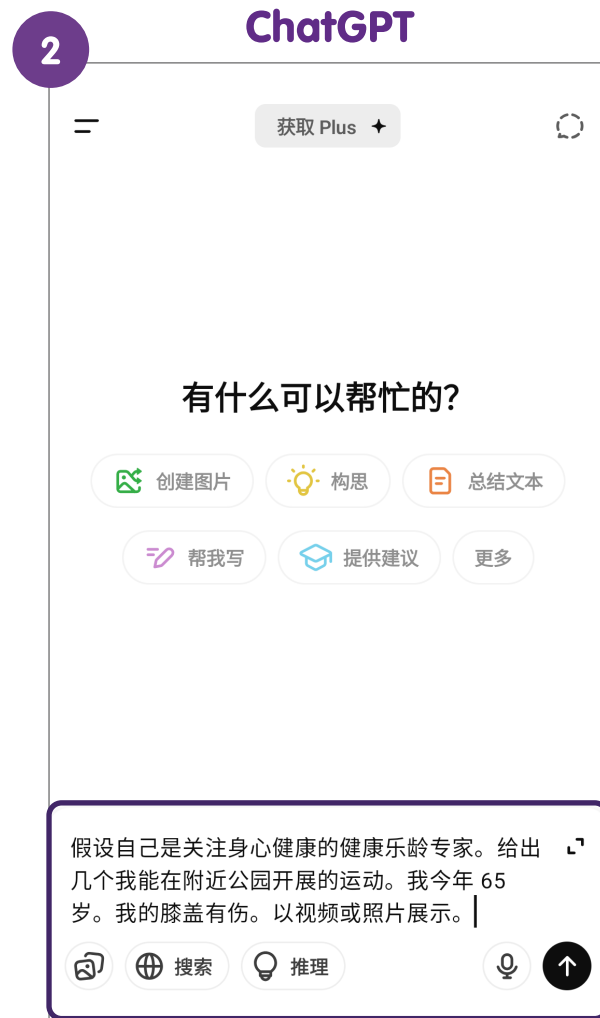 ChatGPT
2
获取 Plus
有什么可以帮忙的？
创建图片
构思
总结文本
帮我写
提供建议
更多
假设自己是关注身心健康的健康乐龄专家。给出
几个我能在附近公园开展的运动。我今年 65
岁。我的膝盖有伤。以视频或照片展示。
搜索
推理